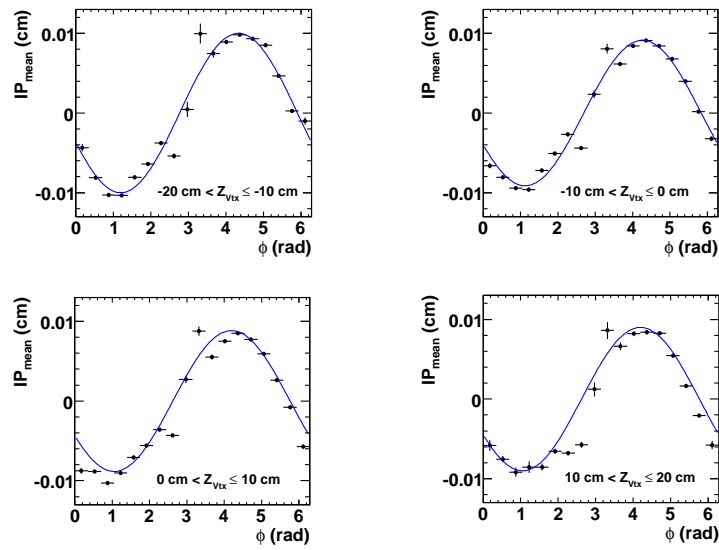 IP_mean (cm)
0.01
0
-0.01
-20 cm < Z_Vtx ≤ -10 cm
0 1 2 3 4 5 6
ϕ (rad)
IP_mean (cm)
0.01
0
-0.01
-10 cm < Z_Vtx ≤ 0 cm
0 1 2 3 4 5 6
ϕ (rad)
IP_mean (cm)
0.01
0
-0.01
0 cm < Z_Vtx ≤ 10 cm
0 1 2 3 4 5 6
ϕ (rad)
IP_mean (cm)
0.01
0
-0.01
10 cm < Z_Vtx ≤ 20 cm
0 1 2 3 4 5 6
ϕ (rad)